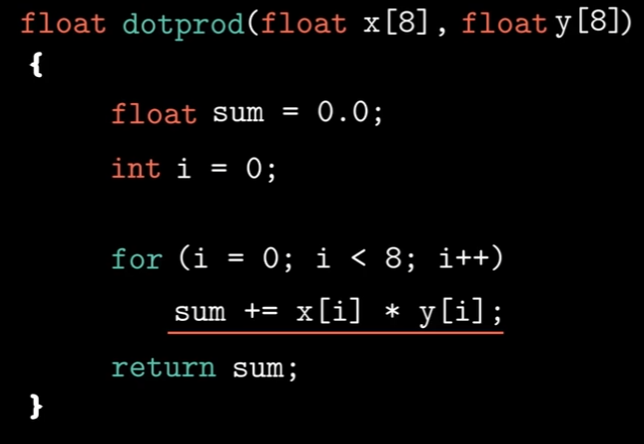 float dotprod(float x[8], float y[8])
{
float sum = 0.0;
int i = 0;
for (i = 0; i < 8; i++)
sum += x[i] * y[i];
return sum;
}